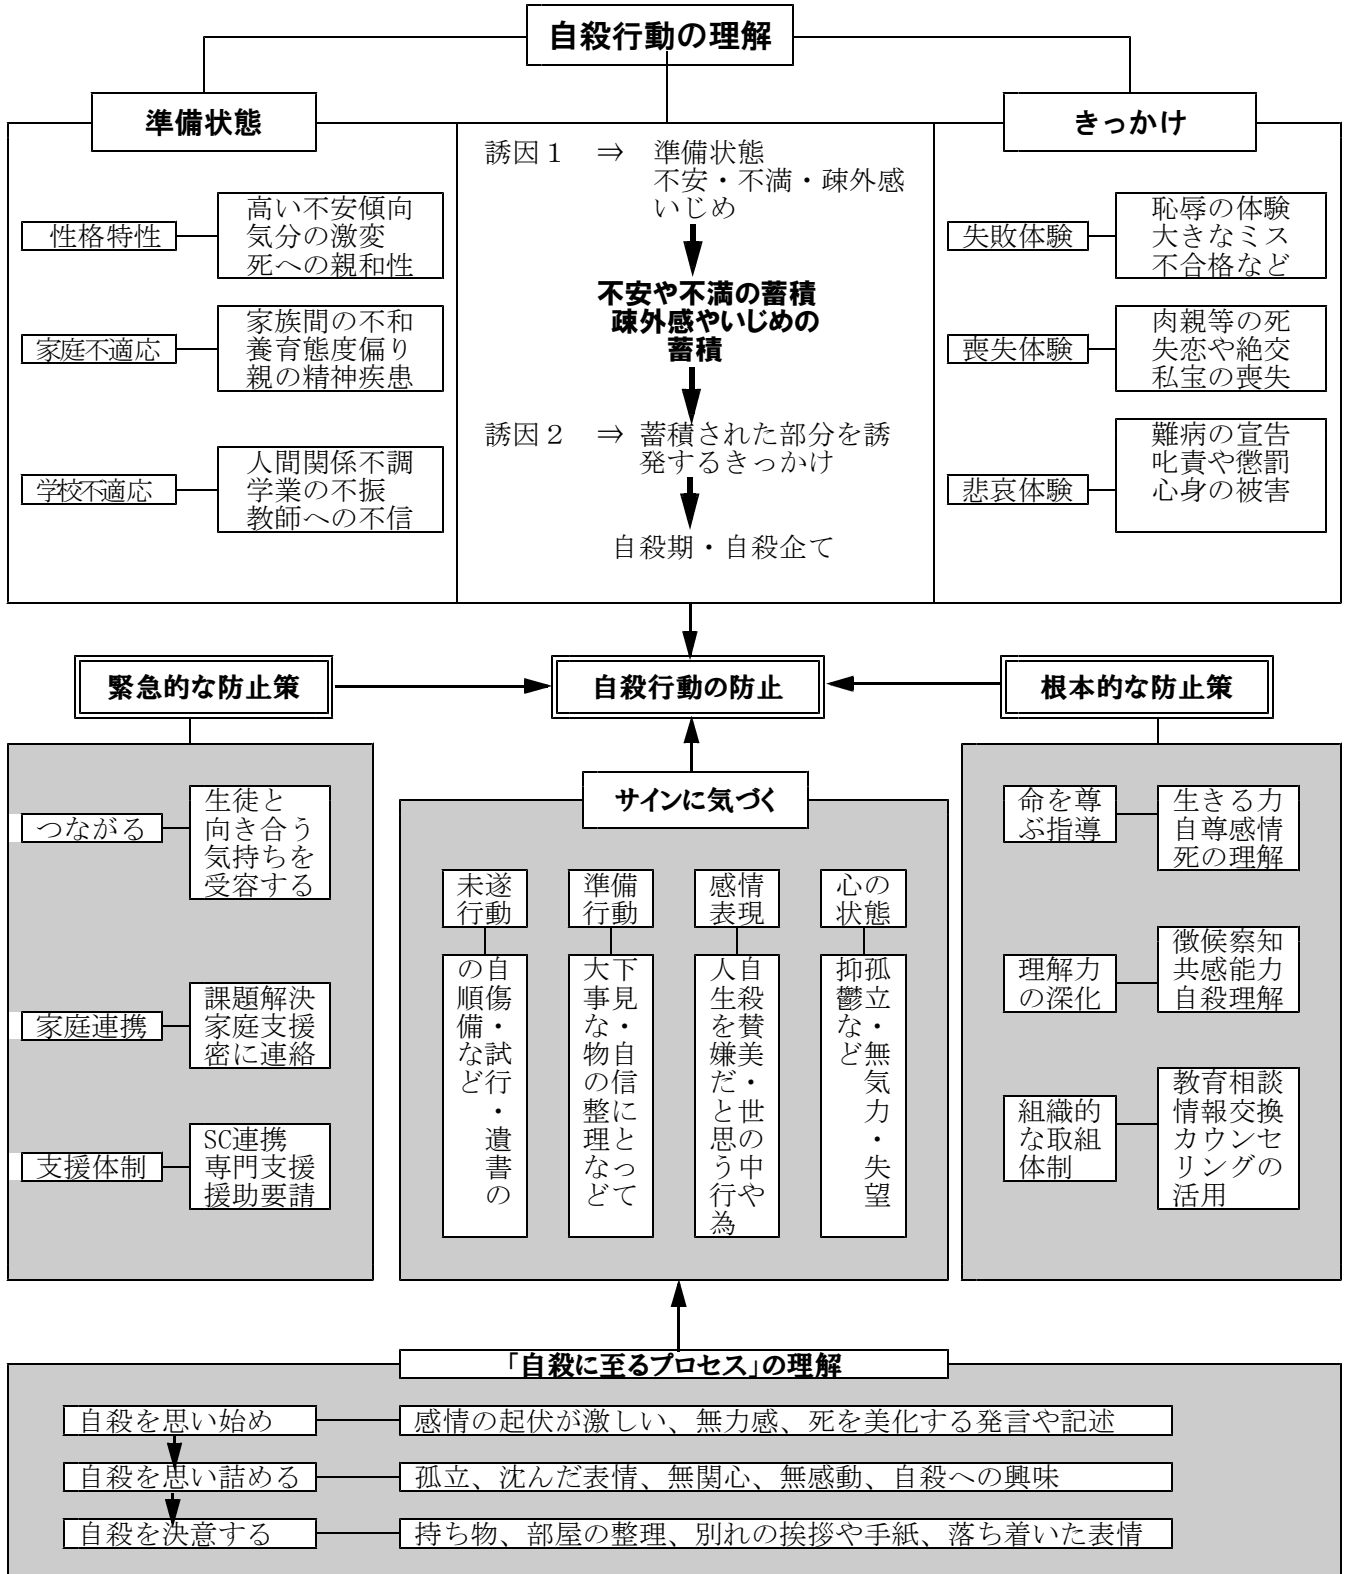 自殺行動の理解
準備状態
性格特性
高い不安傾向
気分の激変
死への親和性
家庭不適応
家族間の不和
養育態度偏り
親の精神疾患
学校不適応
人間関係不調
学業の不振
教師への不信
誘因1 ⇒ 準備状態
不安・不満・疎外感
いじめ
不安や不満の蓄積
疎外感やいじめの
蓄積
誘因2 ⇒ 蓄積された部分を誘
発するきっかけ
自殺期・自殺企て
きっかけ
失敗体験
恥辱の体験
大きなミス
不合格など
喪失体験
肉親等の死
失恋や絶交
私宝の喪失
悲哀体験
難病の宣告
叱責や懲罰
心身の被害
緊急的な防止策
自殺行動の防止
根本的な防止策
つながる
生徒と
向き合う
気持ちを
受容する
家庭連携
課題解決
家庭支援
密に連絡
支援体制
SC連携
専門支援
援助要請
サインに気づく
未遂
行動
自傷・試行・遺書の
の順備など
準備
行動
下見・自信にとって
大事な物の整理など
感情
表現
自殺賛美・世の中や
人生を嫌だと思う行為
心の
状態
孤立・無気力・失望
抑鬱など
命を尊
ぶ指導
生きる力
自尊感情
死の理解
理解力
の深化
徴候察知
共感能力
自殺理解
組織的
な取組
体制
教育相談
情報交換
カウンセ
リングの
活用
「自殺に至るプロセス」の理解
自殺を思い始め
感情の起伏が激しい、無力感、死を美化する発言や記述
自殺を思い詰める
孤立、沈んだ表情、無関心、無感動、自殺への興味
自殺を決意する
持ち物、部屋の整理、別れの挨拶や手紙、落ち着いた表情